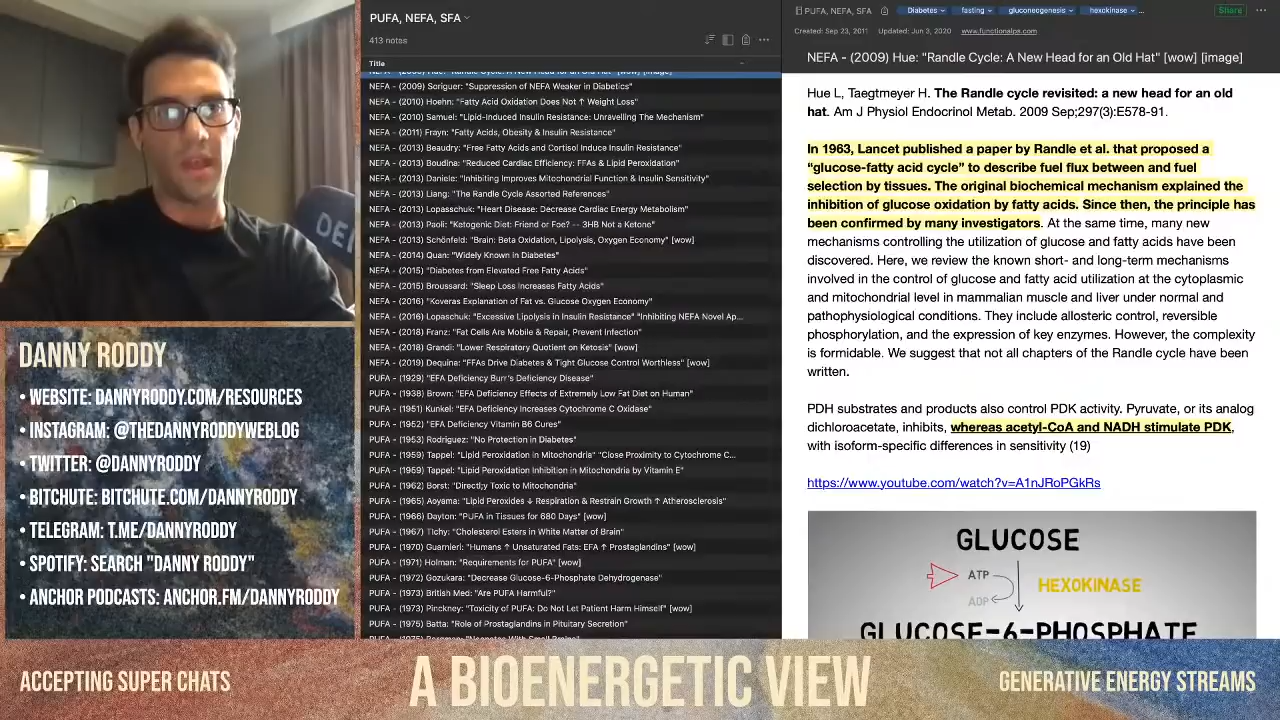 DE
DANNY RODDY
• WEBSITE: DANNYRODDY.COM/RESOURCES
• INSTAGRAM: @THEDANNYRODDYWEBLOG
• TWITTER: @DANNYRODDY
• BITCHUTE: BITCHUTE.COM/DANNYRODDY
• TELEGRAM: T.ME/DANNYRODDY
• SPOTIFY: SEARCH "DANNY RODDY"
• ANCHOR PODCASTS: ANCHOR.FM/DANNYRODDY
PUFA, NEFA, SFA
413 notes
Title
NEFA - (2009) Hue: "Randle Cycle: A New Head for an Old Hat" [wow] [image]
NEFA - (2009) Soriguer: "Suppression of NEFA Weaker in Diabetics"
NEFA - (2010) Hoehn: "Fatty Acid Oxidation Does Not ↑ Weight Loss"
NEFA - (2010) Samuel: "Lipid-Induced Insulin Resistance: Unravelling The Mechanism"
NEFA - (2011) Frayn: "Fatty Acids, Obesity & Insulin Resistance"
NEFA - (2013) Beaudry: "Free Fatty Acids and Cortisol Induce Insulin Resistance"
NEFA - (2013) Boudina: "Reduced Cardiac Efficiency: FFAs & Lipid Peroxidation"
NEFA - (2013) Daniele: "Inhibiting Improves Mitochondrial Function & Insulin Sensitivity"
NEFA - (2013) Liang: "The Randle Cycle Assorted References"
NEFA - (2013) Lopasschuk: "Heart Disease: Decrease Cardiac Energy Metabolism"
NEFA - (2013) Paoli: "Ketogenic Diet: Friend or Foe? -- 3HB Not a Ketone"
NEFA - (2013) Schönfeld: "Brain: Beta Oxidation, Lipolysis, Oxygen Economy" [wow]
NEFA - (2014) Quan: "Widely Known in Diabetes"
NEFA - (2015) "Diabetes from Elevated Free Fatty Acids"
NEFA - (2015) Broussard: "Sleep Loss Increases Fatty Acids"
NEFA - (2016) "Koveras Explanation of Fat vs. Glucose Oxygen Economy"
NEFA - (2016) Lopaschuk: "Excessive Lipolysis in Insulin Resistance" "Inhibiting NEFA Novel Ap...
NEFA - (2018) Franz: "Fat Cells Are Mobile & Repair, Prevent Infection"
NEFA - (2018) Grandi: "Lower Respiratory Quotient on Ketosis" [wow]
NEFA - (2019) Dequina: "FFAs Drive Diabetes & Tight Glucose Control Worthless" [wow]
PUFA - (1929) "EFA Deficiency Burr's Deficiency Disease"
PUFA - (1938) Brown: "EFA Deficiency Effects of Extremely Low Fat Diet on Human"
PUFA - (1951) Kunkel: "EFA Deficiency Increases Cytochrome C Oxidase"
PUFA - (1952) "EFA Deficiency Vitamin B6 Cures"
PUFA - (1953) Rodriguez: "No Protection in Diabetes"
PUFA - (1959) Tappel: "Lipid Peroxidation in Mitochondria" "Close Proximity to Cytochrome C...
PUFA - (1959) Tappel: "Lipid Peroxidation Inhibition in Mitochondria by Vitamin E"
PUFA - (1962) Borst: "Directly Toxic to Mitochondria"
PUFA - (1965) Aoyama: "Lipid Peroxides ↓ Respiration & Restrain Growth ↑ Atherosclerosis"
PUFA - (1966) Dayton: "PUFA in Tissues for 680 Days" [wow]
PUFA - (1967) Tichy: "Cholesterol Esters in White Matter of Brain"
PUFA - (1970) Guarnieri: "Humans ↑ Unsaturated Fats: EFA ↑ Prostaglandins" [wow]
PUFA - (1971) Holman: "Requirements for PUFA" [wow]
PUFA - (1972) Gozukara: "Decrease Glucose-6-Phosphate Dehydrogenase"
PUFA - (1973) British Med: "Are PUFA Harmful?"
PUFA - (1973) Pinckney: "Toxicity of PUFA: Do Not Let Patient Harm Himself" [wow]
PUFA - (1975) Batta: "Role of Prostaglandins in Pituitary Secretion"
PUFA, NEFA, SFA Diabetes fasting gluconeogenesis hexokinase ... Share ...
Created: Sep 23, 2011 Updated: Jun 3, 2020 www.functionalps.com
NEFA - (2009) Hue: "Randle Cycle: A New Head for an Old Hat" [wow] [image]
Hue L, Taegtmeyer H. The Randle cycle revisited: a new head for an old
hat. Am J Physiol Endocrinol Metab. 2009 Sep;297(3):E578-91.
In 1963, Lancet published a paper by Randle et al. that proposed a
"glucose-fatty acid cycle" to describe fuel flux between and fuel
selection by tissues. The original biochemical mechanism explained the
inhibition of glucose oxidation by fatty acids. Since then, the principle has
been confirmed by many investigators. At the same time, many new
mechanisms controlling the utilization of glucose and fatty acids have been
discovered. Here, we review the known short- and long-term mechanisms
involved in the control of glucose and fatty acid utilization at the cytoplasmic
and mitochondrial level in mammalian muscle and liver under normal and
pathophysiological conditions. They include allosteric control, reversible
phosphorylation, and the expression of key enzymes. However, the complexity
is formidable. We suggest that not all chapters of the Randle cycle have been
written.
PDH substrates and products also control PDK activity. Pyruvate, or its analog
dichloroacetate, inhibits, whereas acetyl-CoA and NADH stimulate PDK,
with isoform-specific differences in sensitivity (19)
https://www.youtube.com/watch?v=A1nJRoPGkRs
GLUCOSE
ATP
HEXOKINASE
ADP
GLUCOSE-6-PHOSPHATE
ACCEPTING SUPER CHATS
A BIOENERGETIC VIEW
GENERATIVE ENERGY STREAMS